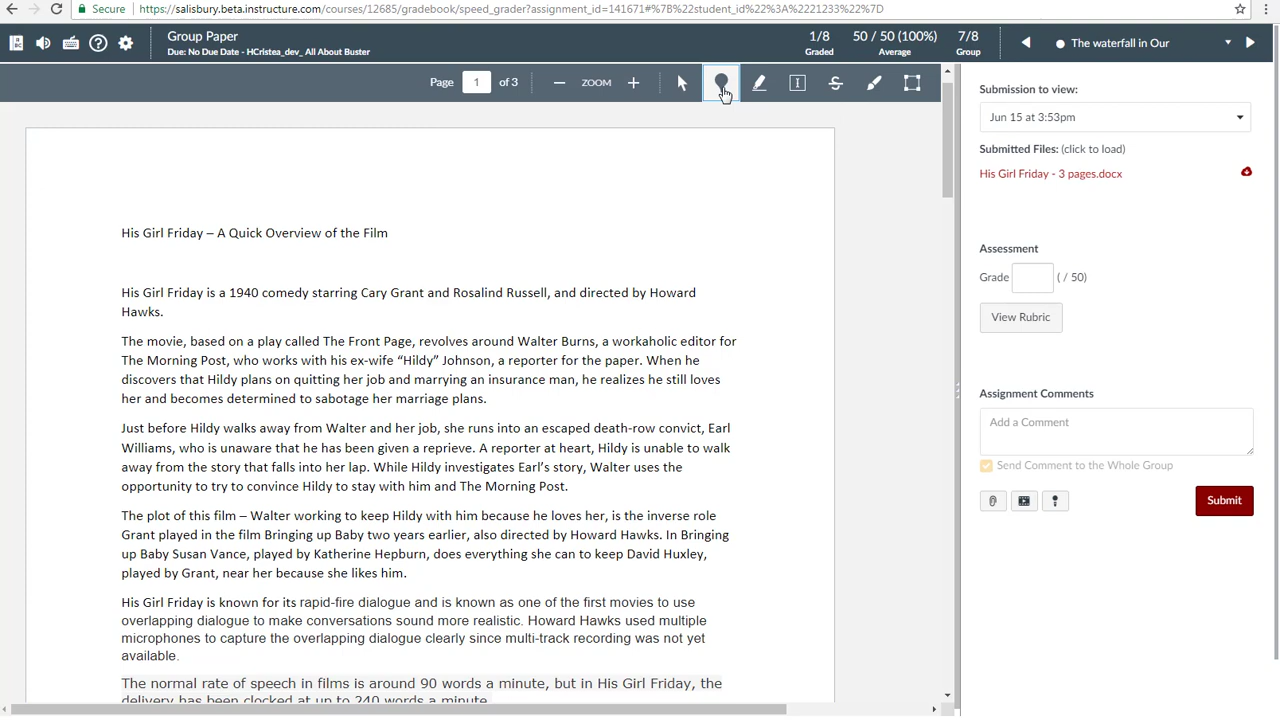 Secure https://salisbury.beta.instructure.com/courses/12685/gradebook/speed_grader?assignment_id=141671#%7B%22student_id%22%3A%2221233%22%7D
Group Paper
Due: No Due Date - HCristea_dev_ All About Buster
1/8
Graded
50 / 50 (100%)
Average
7/8
Group
The waterfall in Our
Page 1 of 3
ZOOM
Submission to view:
Jun 15 at 3:53pm
Submitted Files: (click to load)
His Girl Friday - 3 pages.docx
Assessment
Grade ( / 50)
View Rubric
Assignment Comments
Add a Comment
Send Comment to the Whole Group
Submit
His Girl Friday – A Quick Overview of the Film
His Girl Friday is a 1940 comedy starring Cary Grant and Rosalind Russell, and directed by Howard
Hawks.
The movie, based on a play called The Front Page, revolves around Walter Burns, a workaholic editor for
The Morning Post, who works with his ex-wife “Hildy” Johnson, a reporter for the paper. When he
discovers that Hildy plans on quitting her job and marrying an insurance man, he realizes he still loves
her and becomes determined to sabotage her marriage plans.
Just before Hildy walks away from Walter and her job, she runs into an escaped death-row convict, Earl
Williams, who is unaware that he has been given a reprieve. A reporter at heart, Hildy is unable to walk
away from the story that falls into her lap. While Hildy investigates Earl’s story, Walter uses the
opportunity to try to convince Hildy to stay with him and The Morning Post.
The plot of this film – Walter working to keep Hildy with him because he loves her, is the inverse role
Grant played in the film Bringing up Baby two years earlier, also directed by Howard Hawks. In Bringing
up Baby Susan Vance, played by Katherine Hepburn, does everything she can to keep David Huxley,
played by Grant, near her because she likes him.
His Girl Friday is known for its rapid-fire dialogue and is known as one of the first movies to use
overlapping dialogue to make conversations sound more realistic. Howard Hawks used multiple
microphones to capture the overlapping dialogue clearly since multi-track recording was not yet
available.
The normal rate of speech in films is around 90 words a minute, but in His Girl Friday, the
delivery has been clocked at up to 240 words a minute.